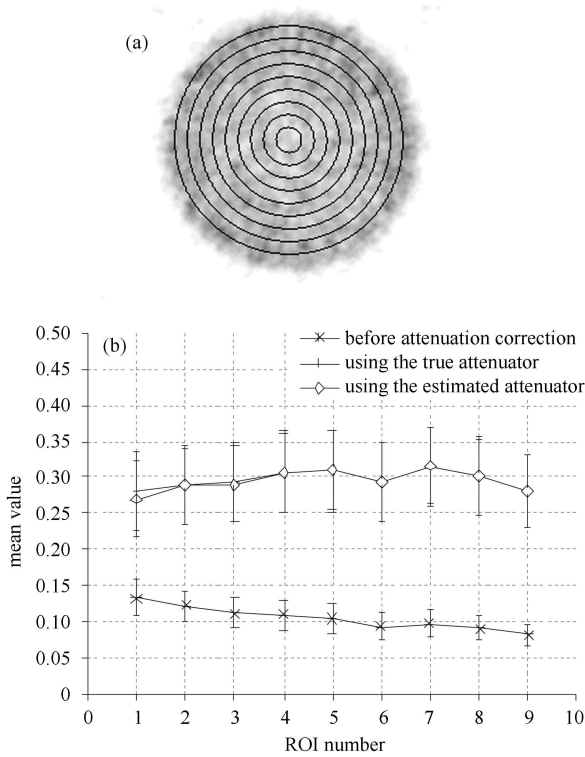 (a)
(b)
before attenuation correction
using the true attenuator
using the estimated attenuator
0.50
0.45
0.40
0.35
0.30
0.25
0.20
0.15
0.10
0.05
0
mean value
0 1 2 3 4 5 6 7 8 9 10
ROI number